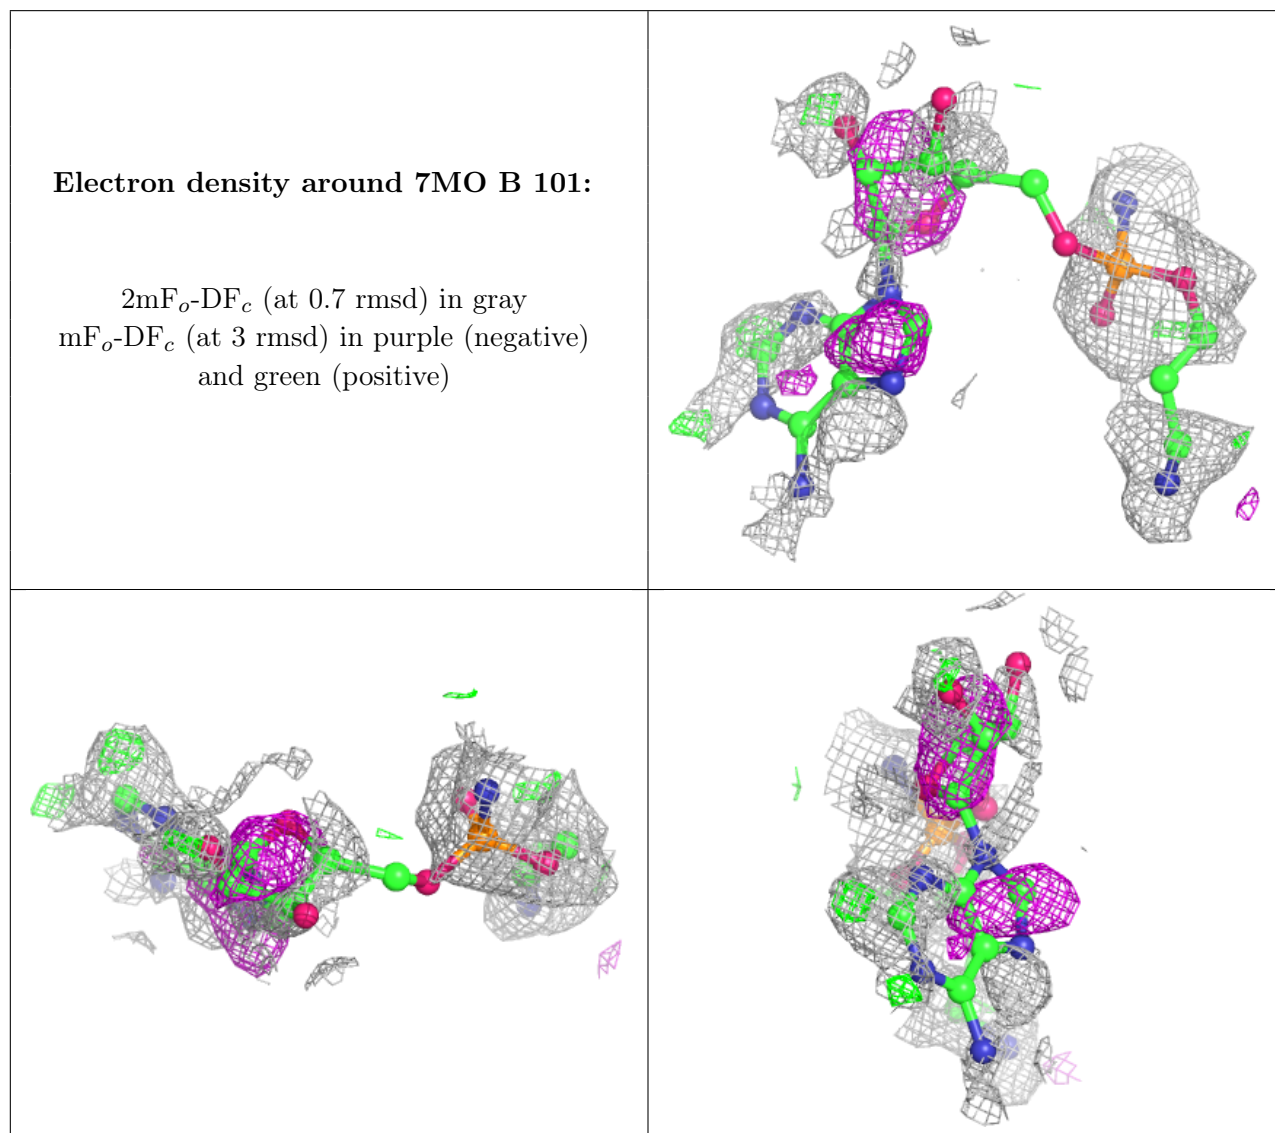 Electron density around 7MO B 101:
2mFo-DFc (at 0.7 rmsd) in gray
mFo-DFc (at 3 rmsd) in purple (negative)
and green (positive)